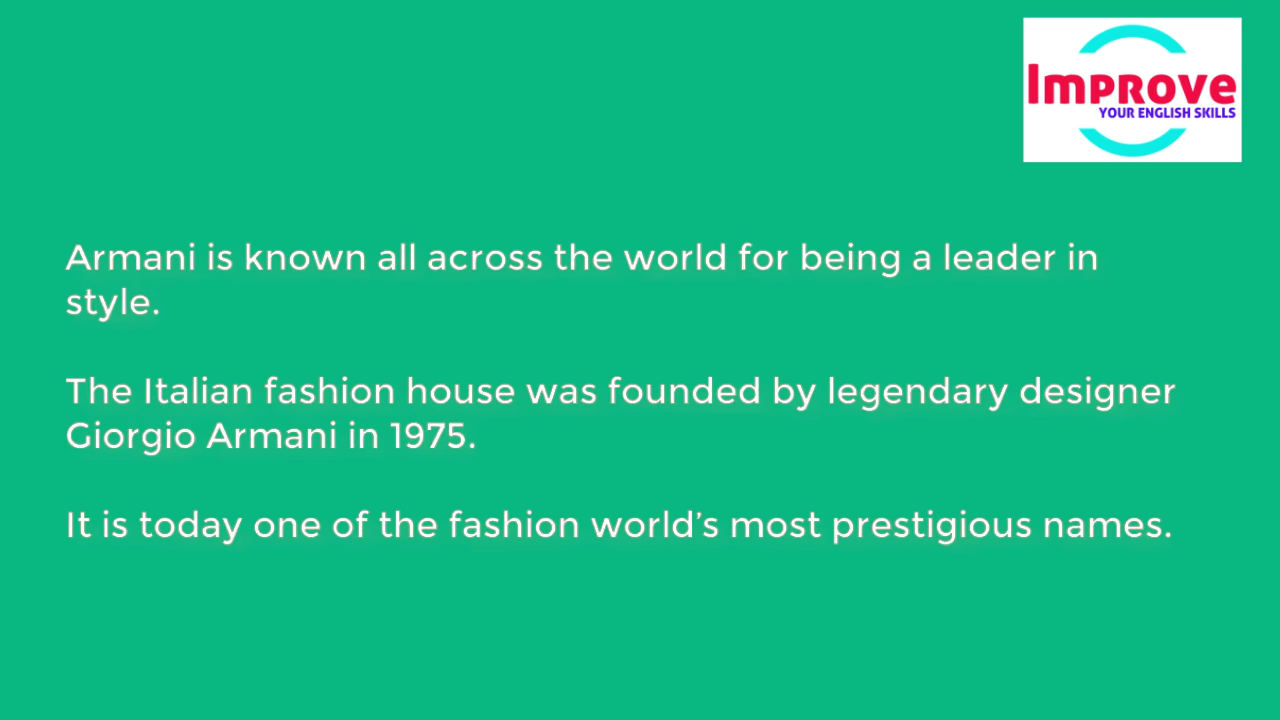 Improve
YOUR ENGLISH SKILLS
Armani is known all across the world for being a leader in
style.
The Italian fashion house was founded by legendary designer
Giorgio Armani in 1975.
It is today one of the fashion world’s most prestigious names.